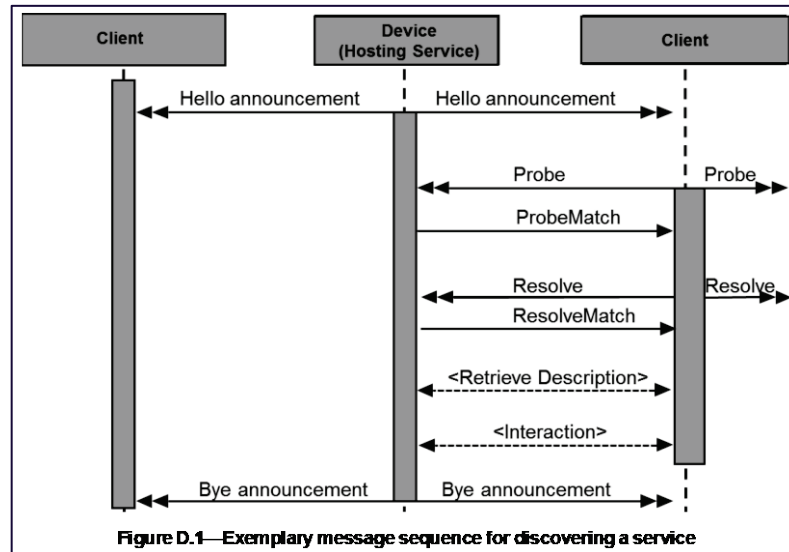 Client
Device
(Hosting Service)
Client
Hello announcement
Hello announcement
Probe
Probe
ProbeMatch
Resolve
Resolve
ResolveMatch
<Retrieve Description>
<Interaction>
Bye announcement
Bye announcement
Figure D.1—Exemplary message sequence for discovering a service